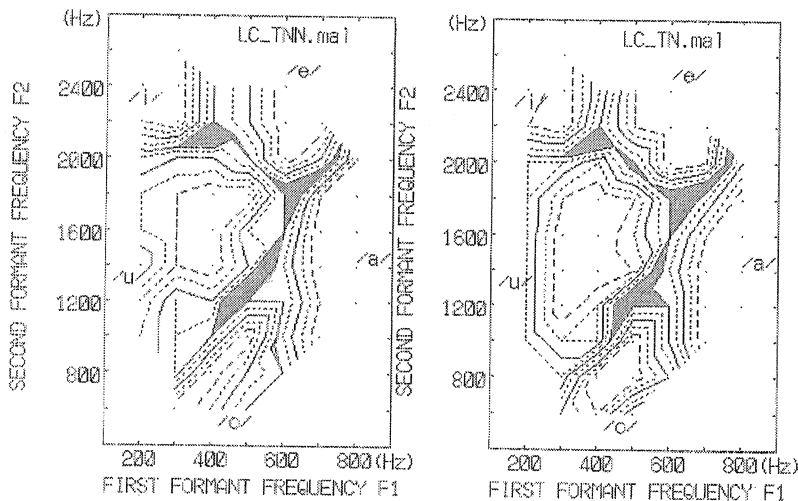 (Hz)
LC_TNN.mal
/e/
/i/
2400
2000
1600
1200
800
/u/
/a/
/o/
SECOND FORMANT FREQUENCY F2
200 400 600 800(Hz)
FIRST FORMANT FREQUENCY F1
(Hz)
LC_TN.mal
/e/
/i/
2400
2000
1600
1200
800
/u/
/a/
/o/
SECOND FORMANT FREQUENCY F2
200 400 600 800(Hz)
FIRST FORMANT FREQUENCY F1